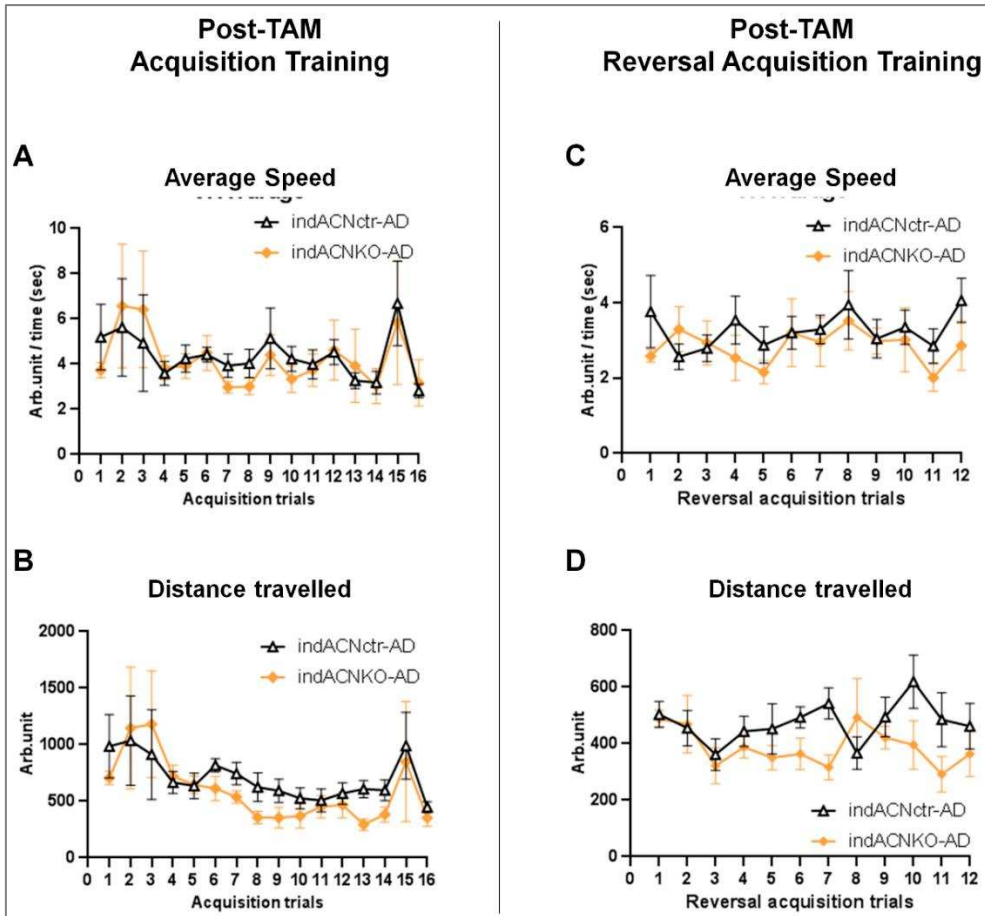 Post-TAM
Acquisition Training
Post-TAM
Reversal Acquisition Training
A
Average Speed
indACNctr-AD
indACNKO-AD
Arb.unit / time (sec)
10
8
6
4
2
0
0 1 2 3 4 5 6 7 8 9 10 11 12 13 14 15 16
Acquisition trials
C
Average Speed
indACNctr-AD
indACNKO-AD
Arb.unit / time (sec)
6
4
2
0
0 1 2 3 4 5 6 7 8 9 10 11 12
Reversal acquisition trials
B
Distance travelled
indACNctr-AD
indACNKO-AD
Arb.unit
2000
1500
1000
500
0
0 1 2 3 4 5 6 7 8 9 10 11 12 13 14 15 16
Acquisition trials
D
Distance travelled
Arb.unit
800
600
400
200
0
indACNctr-AD
indACNKO-AD
0 1 2 3 4 5 6 7 8 9 10 11 12
Reversal acquisition trials